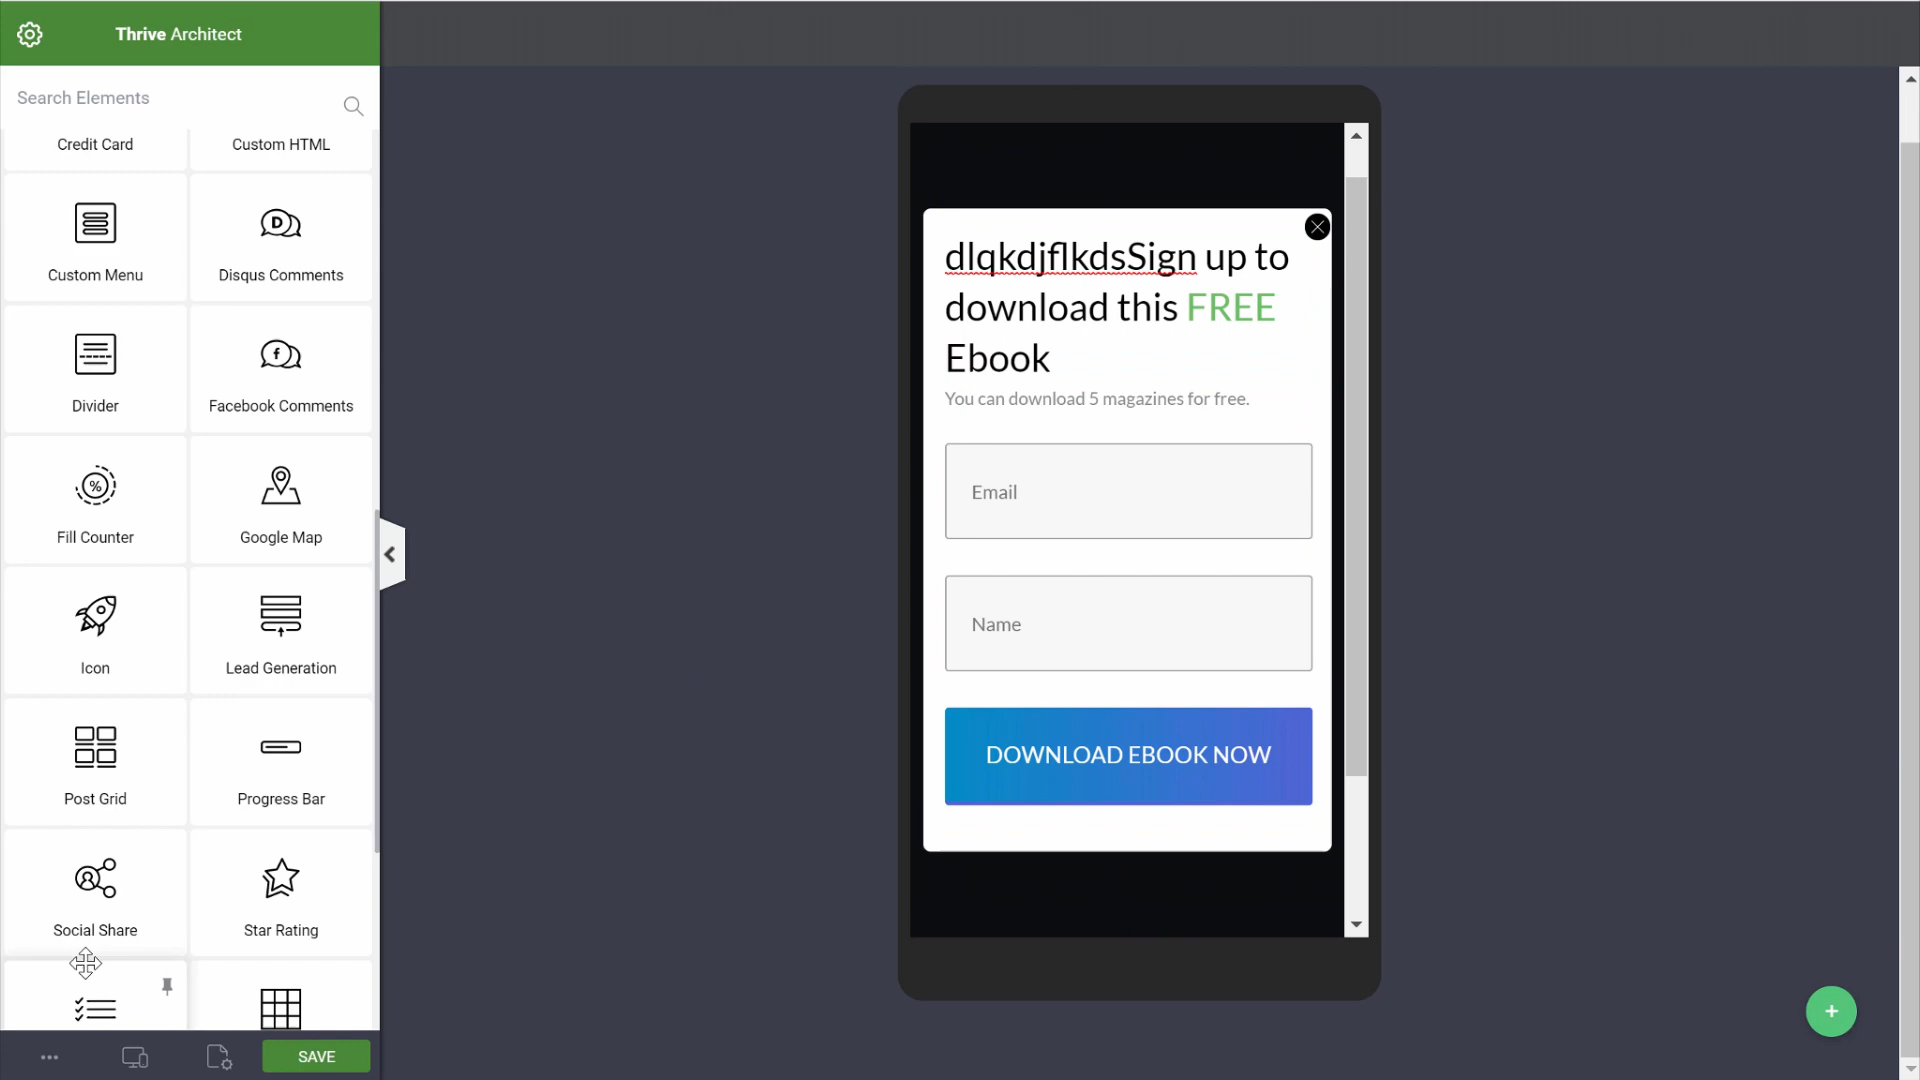 Thrive Architect
Search Elements
Credit Card
Custom HTML
Custom Menu
D
Disqus Comments
Divider
f
Facebook Comments
%
Fill Counter
Google Map
Icon
Lead Generation
Post Grid
Progress Bar
Social Share
Star Rating
SAVE
dlqkdjflkdsSign up to
download this FREE
Ebook
You can download 5 magazines for free.
Email
Name
DOWNLOAD EBOOK NOW